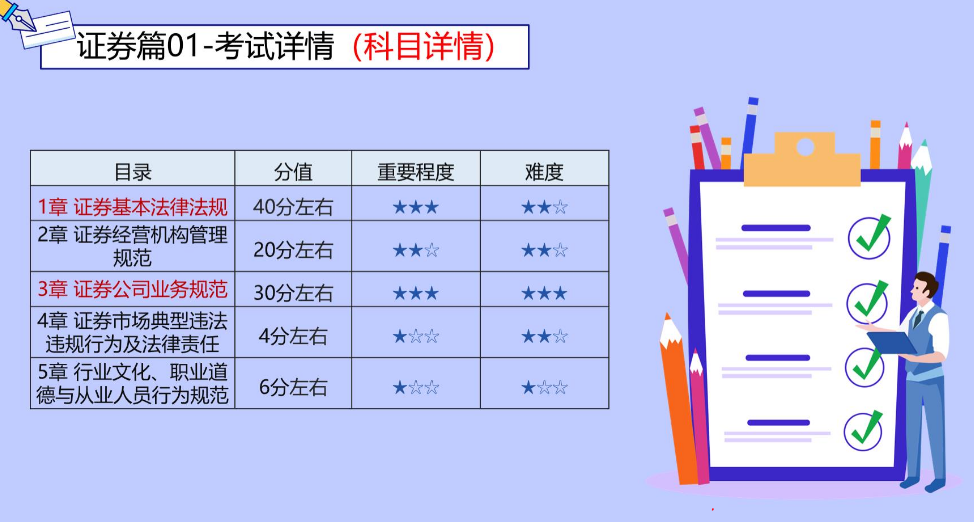 证券篇01-考试详情（科目详情）
目录 分值 重要程度 难度
1章 证券基本法律法规 40分左右 ★★★ ★★☆
2章 证券经营机构管理
规范 20分左右 ★★☆ ★★☆
3章 证券公司业务规范 30分左右 ★★★ ★★★
4章 证券市场典型违法
违规行为及法律责任 4分左右 ★☆☆ ★★☆
5章 行业文化、职业道
德与从业人员行为规范 6分左右 ★☆☆ ★☆☆